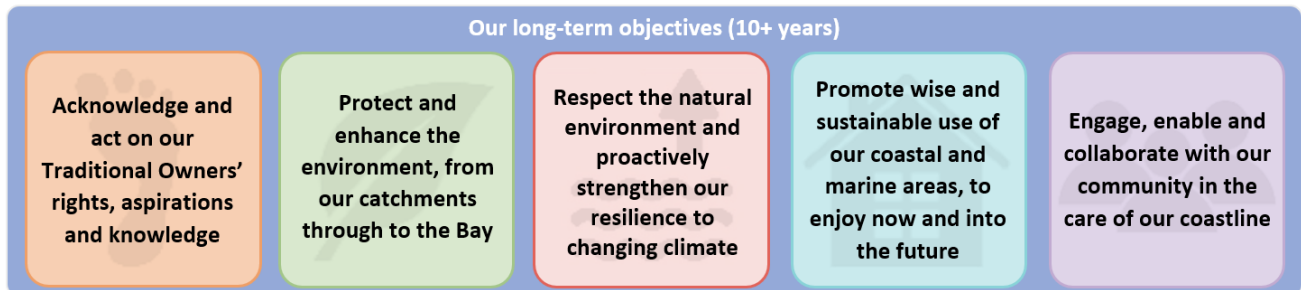 Our long-term objectives (10+ years)
Acknowledge and
act on our
Traditional Owners’
rights, aspirations
and knowledge
Protect and
enhance the
environment, from
our catchments
through to the Bay
Respect the natural
environment and
proactively
strengthen our
resilience to
changing climate
Promote wise and
sustainable use of
our coastal and
marine areas, to
enjoy now and into
the future
Engage, enable and
collaborate with our
community in the
care of our coastline